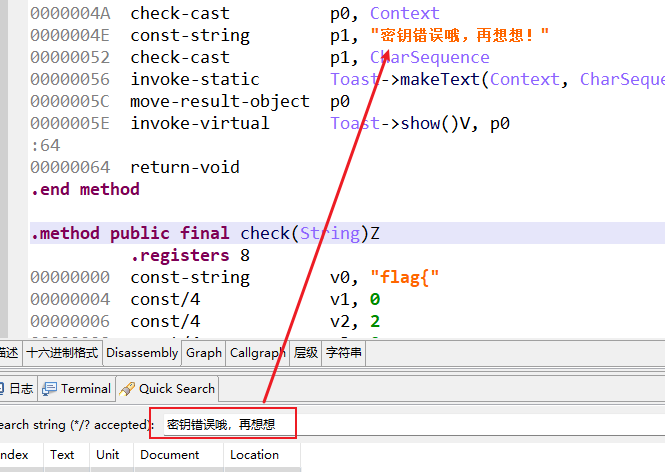 0000004A check-cast p0, Context
0000004E const-string p1, "密钥错误哦,再想想!"
00000052 check-cast p1, CharSequence
00000056 invoke-static Toast->makeText(Context, CharSeque
0000005C move-result-object p0
0000005E invoke-virtual Toast->show()V, p0
:64
00000064 return-void
.end method
.method public final check(String)Z
.registers 8
00000000 const-string v0, "flag{"
00000004 const/4 v1, 0
00000006 const/4 v2, 2
描述 十六进制格式 Disassembly Graph Callgraph 层级 字符串
日志 Terminal Quick Search
earch string (*/? accepted): 密钥错误哦，再想想
ndex Text Unit Document Location